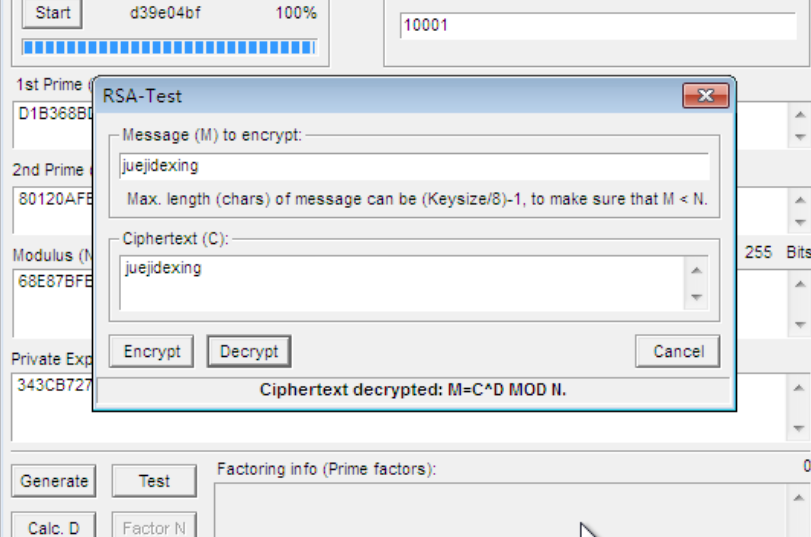 Start d39e04bf 100%
10001
1st Prime (
D1B368BD
RSA-Test
Message (M) to encrypt:
juejidexing
Max. length (chars) of message can be (Keysize/8)-1, to make sure that M < N.
2nd Prime
80120AFE
Ciphertext (C):
juejidexing
Modulus (N
255 Bits
68E87BFE
Encrypt Decrypt Cancel
Private Exp
343CB727
Ciphertext decrypted: M=C^D MOD N.
Generate Test Factoring info (Prime factors): 0
Calc. D Factor N